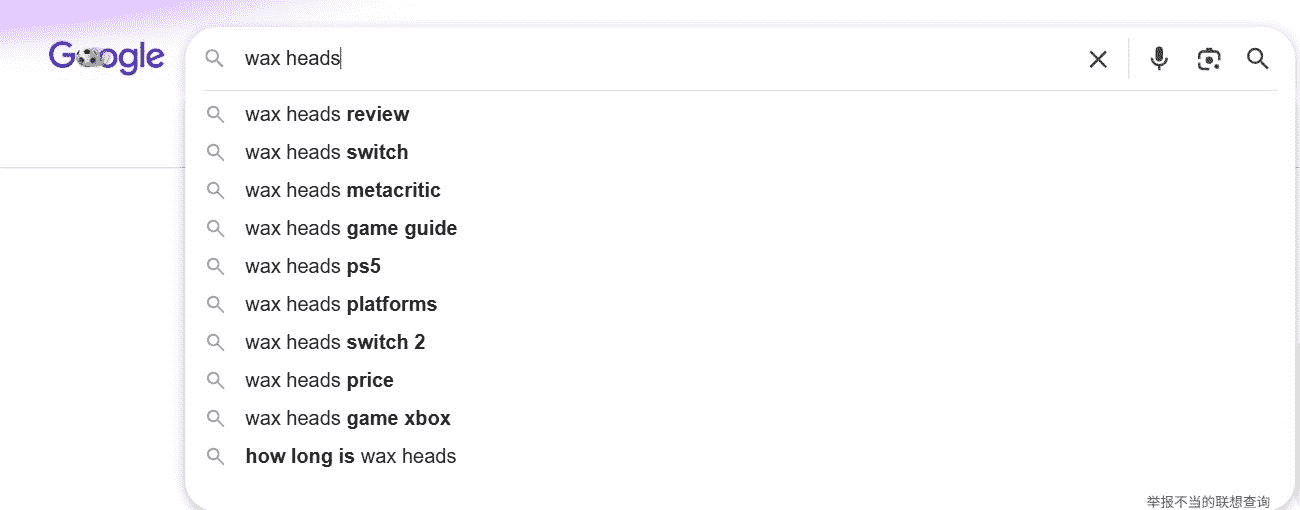 Google
wax heads
wax heads review
wax heads switch
wax heads metacritic
wax heads game guide
wax heads ps5
wax heads platforms
wax heads switch 2
wax heads price
wax heads game xbox
how long is wax heads
举报不当的联想查询